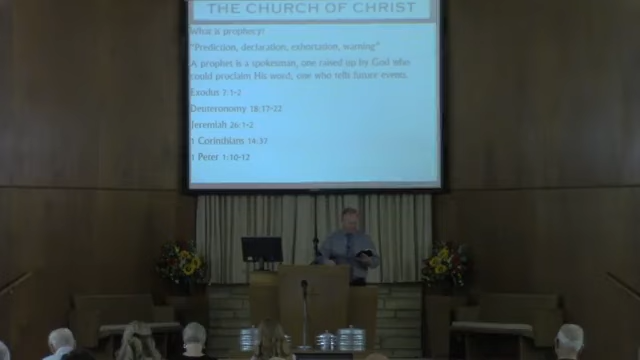 THE CHURCH OF CHRIST
What is prophecy?
"Prediction, declaration, exhortation, warning"
A prophet is a spokesman, one raised up by God who
could proclaim His word, one who tells future events.
Exodus 7:1-2
Deuteronomy 18:17-22
Jeremiah 26:1-2
1 Corinthians 14:37
1 Peter 1:10-12